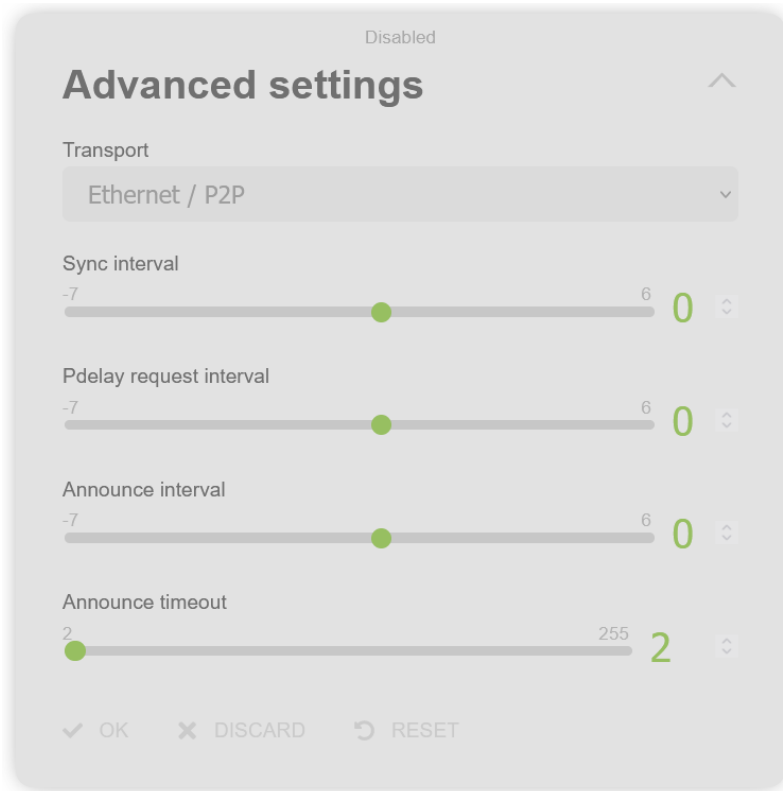 Disabled
Advanced settings
Transport
Ethernet / P2P
Sync interval
-7 6 0
Pdelay request interval
-7 6 0
Announce interval
-7 6 0
Announce timeout
2 255 2
OK DISCARD RESET